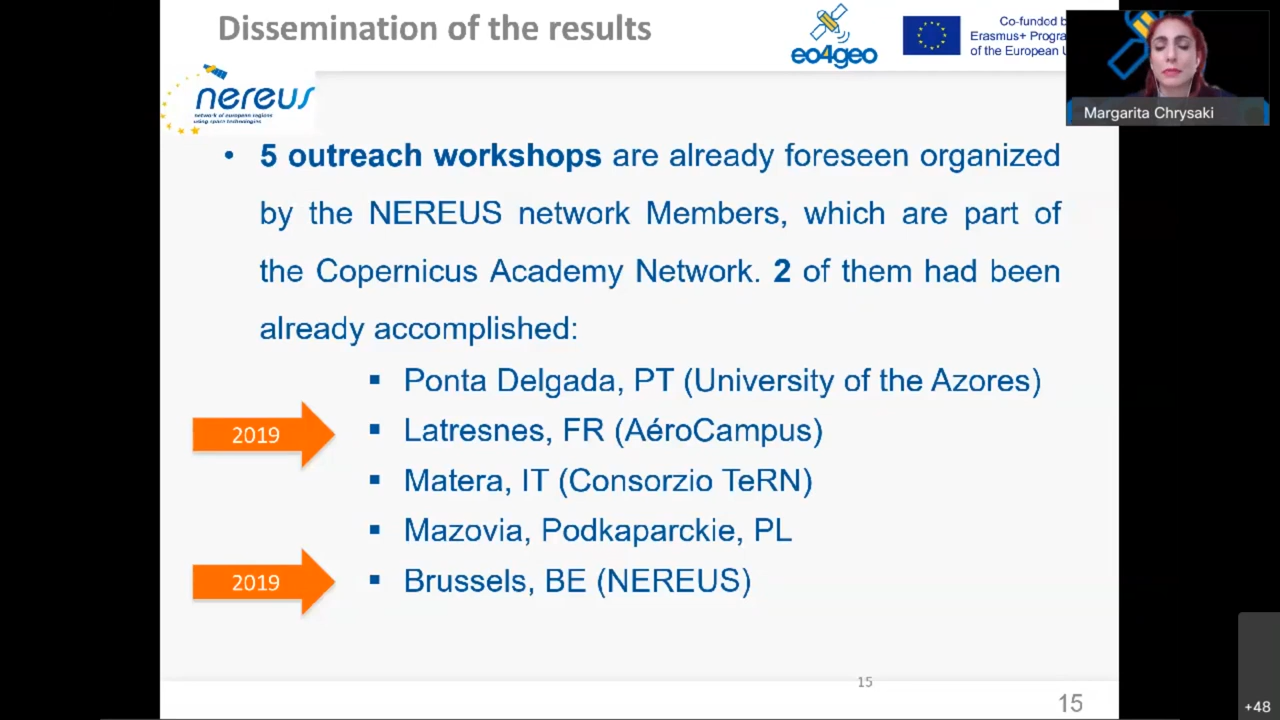 Dissemination of the results
eo4geo
Co-funded b
Erasmus+ Progra
of the European U
Margarita Chrysaki
nereus
network of european regions
using space technologies
• 5 outreach workshops are already foreseen organized
by the NEREUS network Members, which are part of
the Copernicus Academy Network. 2 of them had been
already accomplished:
▪ Ponta Delgada, PT (University of the Azores)
2019
▪ Latresnes, FR (AéroCampus)
▪ Matera, IT (Consorzio TeRN)
▪ Mazovia, Podkaparckie, PL
2019
▪ Brussels, BE (NEREUS)
15
15
+48